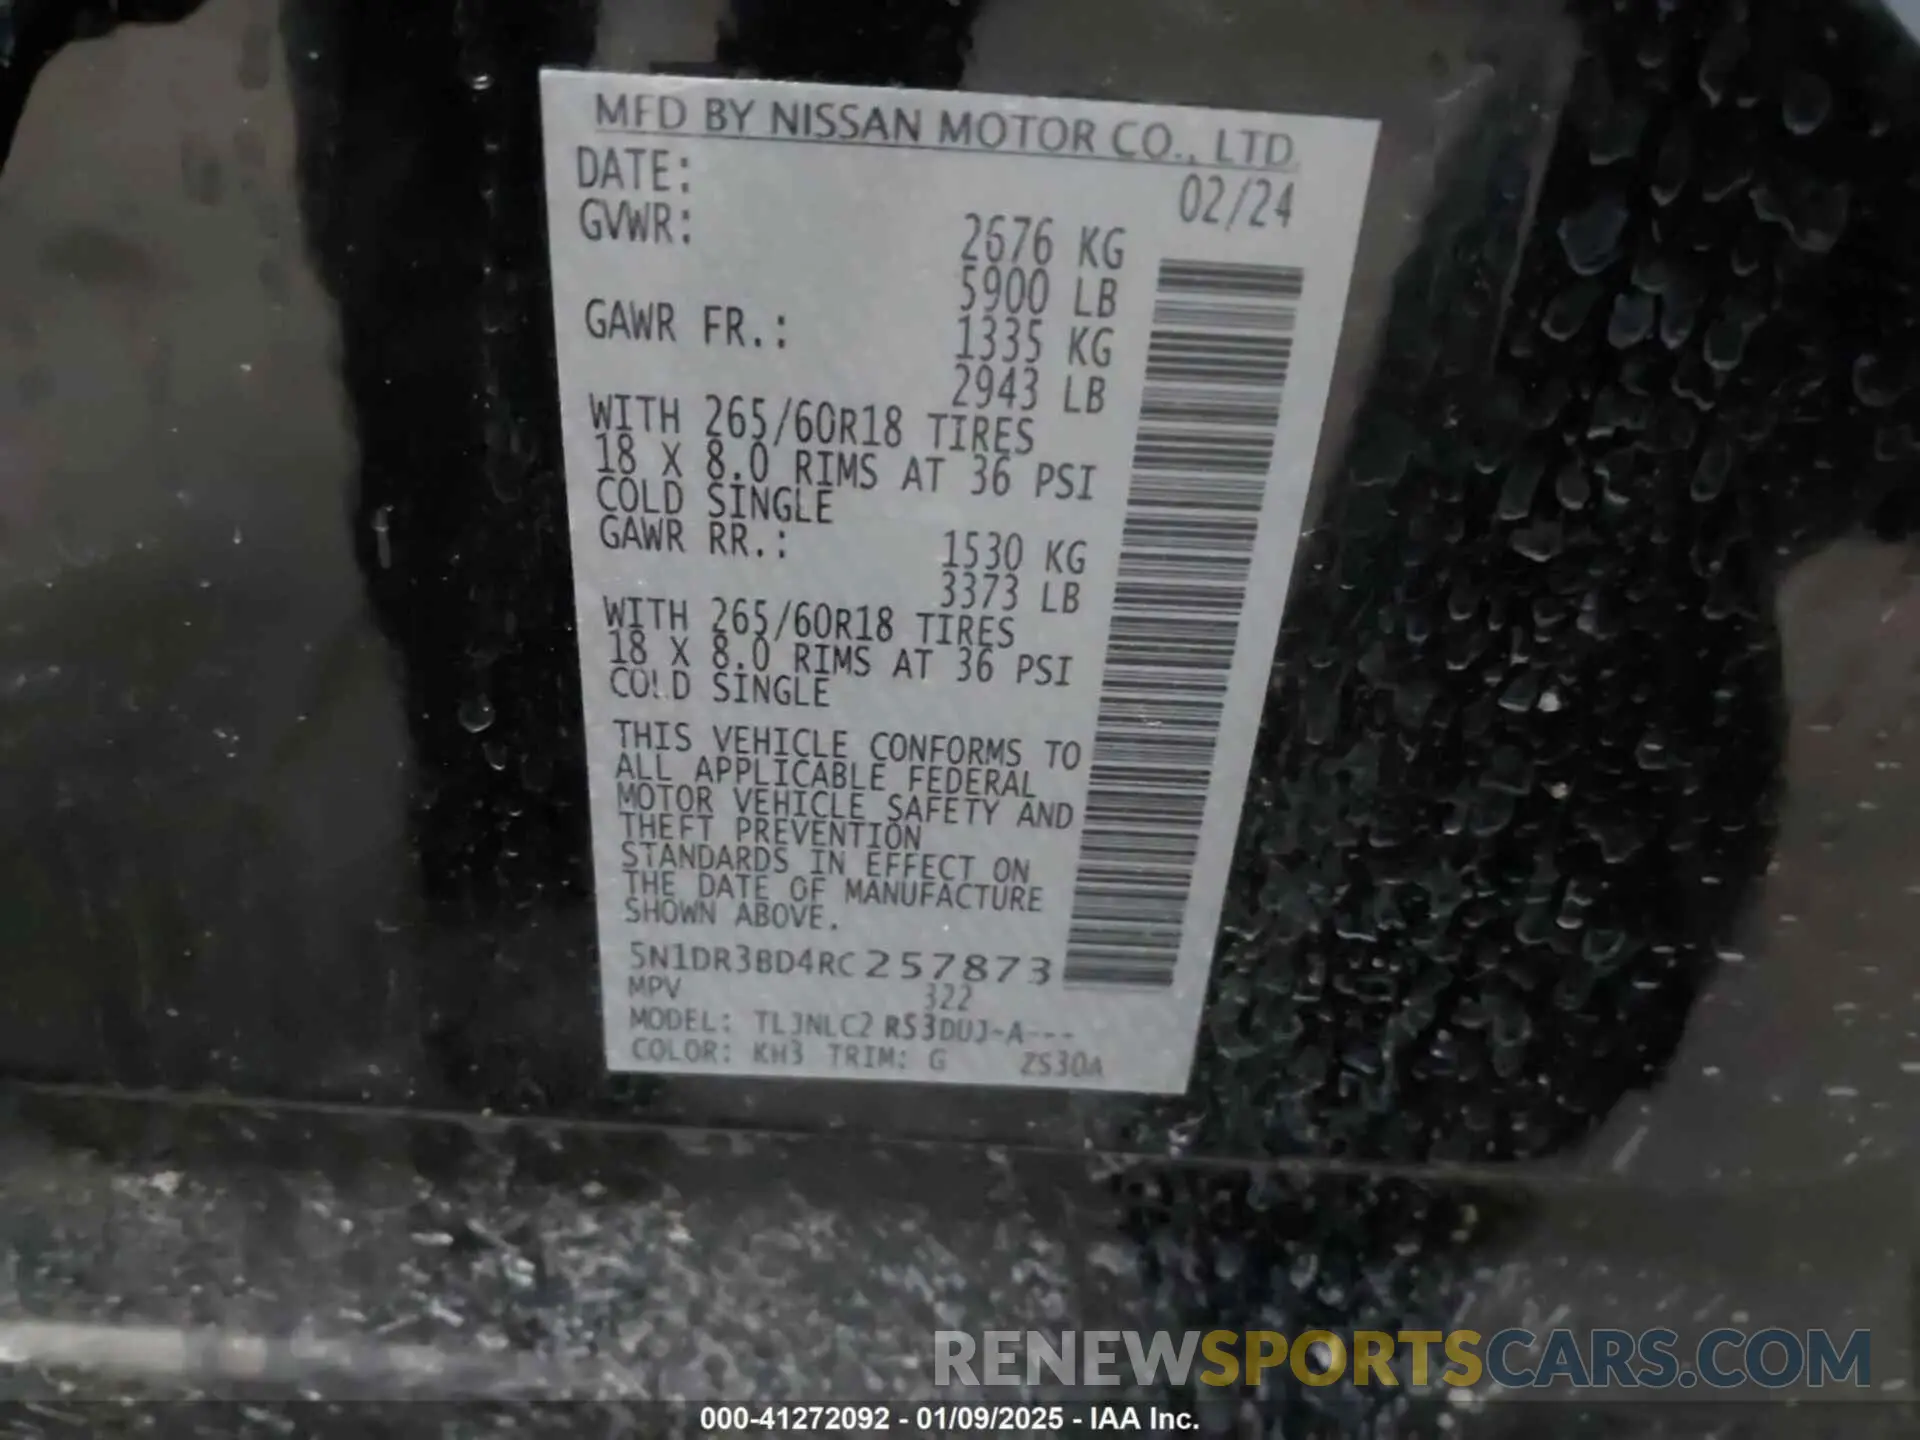 MFD BY NISSAN MOTOR CO., LTD.
DATE: 02/24
GVWR: 2676 KG
5900 LB
GAWR FR.: 1335 KG
2943 LB
WITH 265/60R18 TIRES
18 X 8.0 RIMS AT 36 PSI
COLD SINGLE
GAWR RR.: 1530 KG
3373 LB
WITH 265/60R18 TIRES
18 X 8.0 RIMS AT 36 PSI
COLD SINGLE
THIS VEHICLE CONFORMS TO
ALL APPLICABLE FEDERAL
MOTOR VEHICLE SAFETY AND
THEFT PREVENTION
STANDARDS IN EFFECT ON
THE DATE OF MANUFACTURE
SHOWN ABOVE.
5N1DR3BD4RC257873
MPV 322
MODEL: TLJNLC2 R53DUJ-A---
COLOR: KH3 TRIM: G ZS30A
RENEWSPORTSCARS.COM
000-41272092 - 01/09/2025 - IAA Inc.